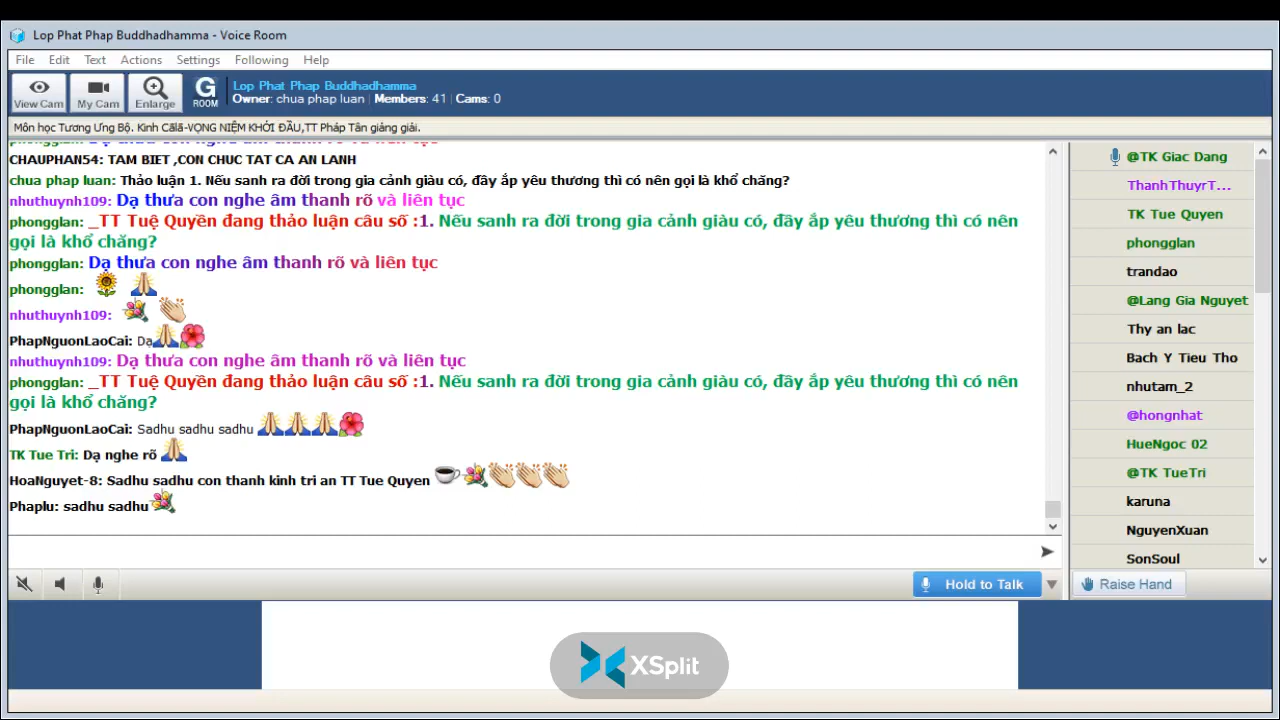 Lop Phat Phap Buddhadhamma - Voice Room
File Edit Text Actions Settings Following Help
View Cam My Cam Enlarge G ROOM
Lop Phat Phap Buddhadhamma
Owner: chua phap luan | Members: 41 | Cams: 0
Môn học Tương Ưng Bộ. Kinh Cālā-VỌNG NIỆM KHỞI ĐẦU,TT Pháp Tân giảng giải.
CHAUPHAN54: TAM BIET ,CON CHUC TAT CA AN LANH
chua phap luan: Thảo luận 1. Nếu sanh ra đời trong gia cảnh giàu có, đầy ắp yêu thương thì có nên gọi là khổ chăng?
nhuthuynh109: Dạ thưa con nghe âm thanh rõ và liên tục
phongglan: _TT Tuệ Quyền đang thảo luận câu số :1. Nếu sanh ra đời trong gia cảnh giàu có, đầy ắp yêu thương thì có nên
gọi là khổ chăng?
phongglan: Dạ thưa con nghe âm thanh rõ và liên tục
phongglan:
nhuthuynh109:
PhapNguonLaoCai: Dạ
nhuthuynh109: Dạ thưa con nghe âm thanh rõ và liên tục
phongglan: _TT Tuệ Quyền đang thảo luận câu số :1. Nếu sanh ra đời trong gia cảnh giàu có, đầy ắp yêu thương thì có nên
gọi là khổ chăng?
PhapNguonLaoCai: Sadhu sadhu sadhu
TK Tue Tri: Dạ nghe rõ
HoaNguyet-8: Sadhu sadhu con thanh kinh tri an TT Tue Quyen
Phaplu: sadhu sadhu
@TK Giac Dang
ThanhThuyrT...
TK Tue Quyen
phongglan
trandao
@Lang Gia Nguyet
Thy an lac
Bach Y Tieu Tho
nhutam_2
@hongnhat
HueNgoc 02
@TK TueTri
karuna
NguyenXuan
SonSoul
Hold to Talk
Raise Hand
XSplit